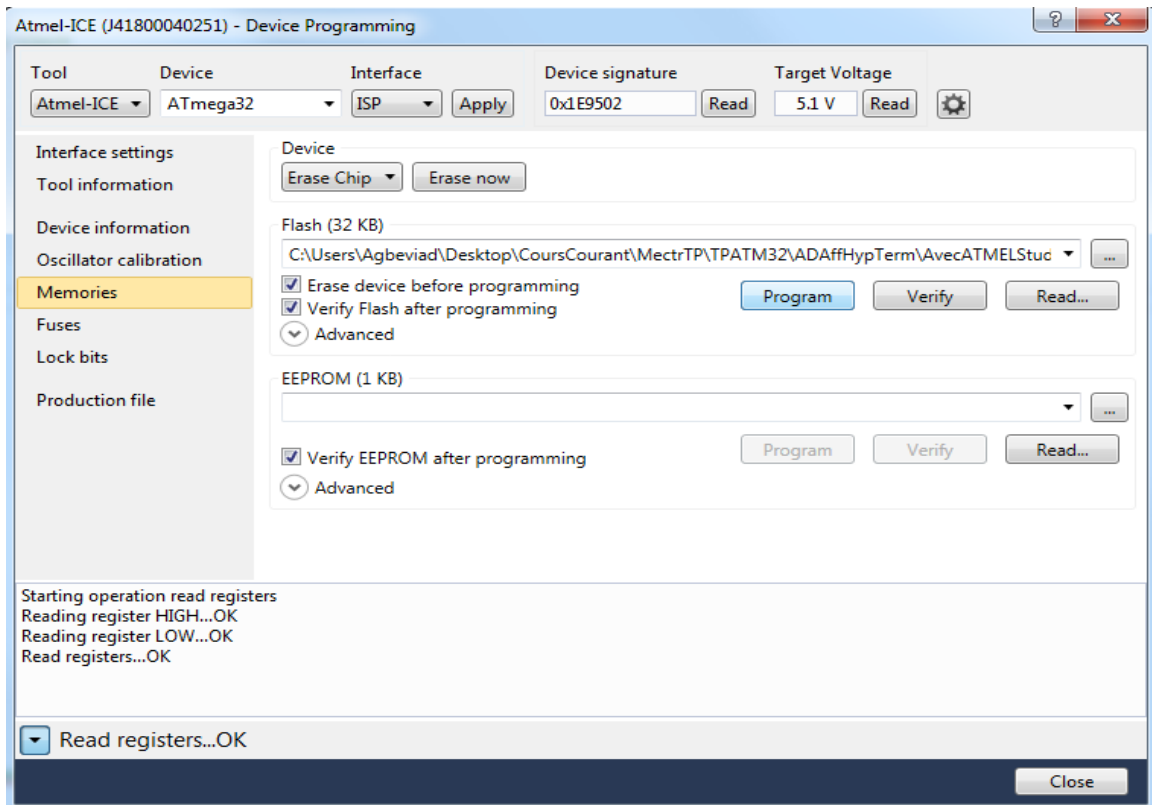 Atmel-ICE (J41800040251) - Device Programming
Tool Device Interface Device signature Target Voltage
Atmel-ICE ATmega32 ISP Apply 0x1E9502 Read 5.1 V Read
Interface settings
Tool information
Device information
Oscillator calibration
Memories
Fuses
Lock bits
Production file
Device
Erase Chip Erase now
Flash (32 KB)
C:\Users\Agbeviad\Desktop\CoursCourant\MectrTP\TPATM32\ADAffHypTerm\AvecATMELStud ...
Erase device before programming
Verify Flash after programming
Program Verify Read...
Advanced
EEPROM (1 KB)
...
Verify EEPROM after programming
Program Verify Read...
Advanced
Starting operation read registers
Reading register HIGH...OK
Reading register LOW...OK
Read registers...OK
Read registers...OK
Close